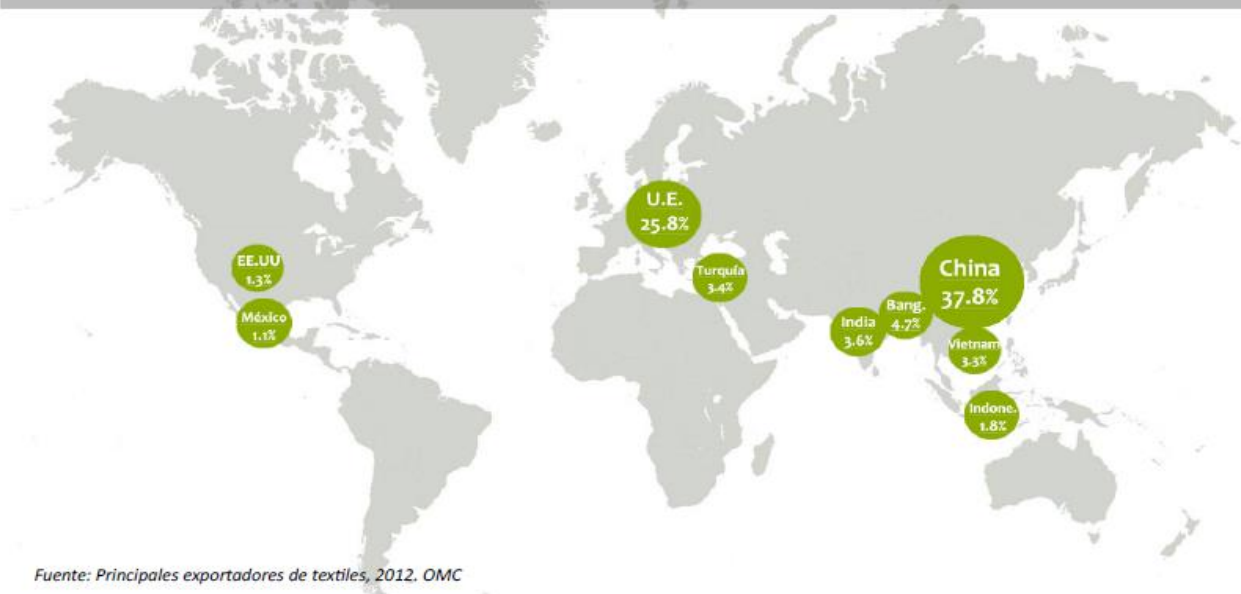 U.E.
25.8%
EE.UU
1.3%
Turquía
3.4%
China
37.8%
México
1.1%
India
3.6%
Bang.
4.7%
Vietnam
3.3%
Indone.
1.8%
Fuente: Principales exportadores de textiles, 2012. OMC